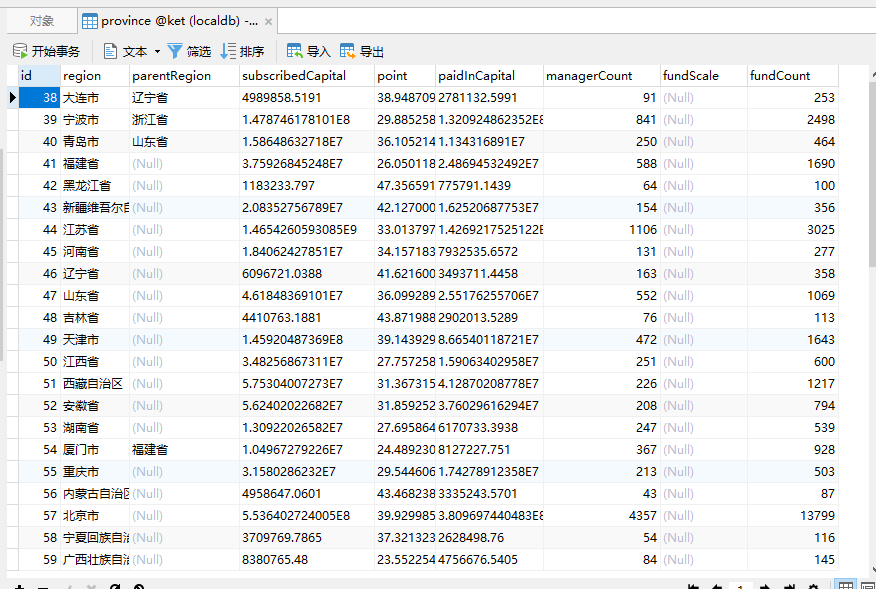 对象 province @ket (localdb) -...
开始事务 文本 筛选 排序 导入 导出
id region parentRegion subscribedCapital point paidInCapital managerCount fundScale fundCount
38 大连市 辽宁省 4989858.5191 38.948709 2781132.5991 91 (Null) 253
39 宁波市 浙江省 1.478746178101E8 29.885258 1.320924862352E8 841 (Null) 2498
40 青岛市 山东省 1.58648632718E7 36.105214 1.134316891E7 250 (Null) 464
41 福建省 (Null) 3.75926845248E7 26.050118 2.48694532492E7 588 (Null) 1690
42 黑龙江省 (Null) 1183233.797 47.356591 775791.1439 64 (Null) 100
43 新疆维吾尔自 (Null) 2.08352756789E7 42.127000 1.62520687753E7 154 (Null) 356
44 江苏省 (Null) 1.4654260593085E9 33.013797 1.4269217525122E 1106 (Null) 3025
45 河南省 (Null) 1.84062427851E7 34.157183 7932535.6572 131 (Null) 277
46 辽宁省 (Null) 6096721.0388 41.621600 3493711.4458 163 (Null) 358
47 山东省 (Null) 4.61848369101E7 36.099289 2.55176255706E7 552 (Null) 1069
48 吉林省 (Null) 4410763.1881 43.871988 2902013.5289 76 (Null) 113
49 天津市 (Null) 1.45920487369E8 39.143929 8.66540118721E7 472 (Null) 1643
50 江西省 (Null) 3.48256867311E7 27.757258 1.59063402958E7 251 (Null) 600
51 西藏自治区 (Null) 5.75304007273E7 31.367315 4.12870208778E7 226 (Null) 1217
52 安徽省 (Null) 5.62402022682E7 31.859252 3.76029616294E7 208 (Null) 794
53 湖南省 (Null) 1.30922026582E7 27.695864 6170733.3938 247 (Null) 539
54 厦门市 福建省 1.04967279226E7 24.489230 8127227.751 367 (Null) 928
55 重庆市 (Null) 3.1580286232E7 29.544606 1.74278912358E7 213 (Null) 503
56 内蒙古自治区 (Null) 4958647.0601 43.468238 3335243.5701 43 (Null) 87
57 北京市 (Null) 5.536402724005E8 39.929985 3.809697440483E8 4357 (Null) 13799
58 宁夏回族自治 (Null) 3709769.7865 37.321323 2628498.76 54 (Null) 116
59 广西壮族自治 (Null) 8380765.48 23.552254 4756676.5405 84 (Null) 145
1